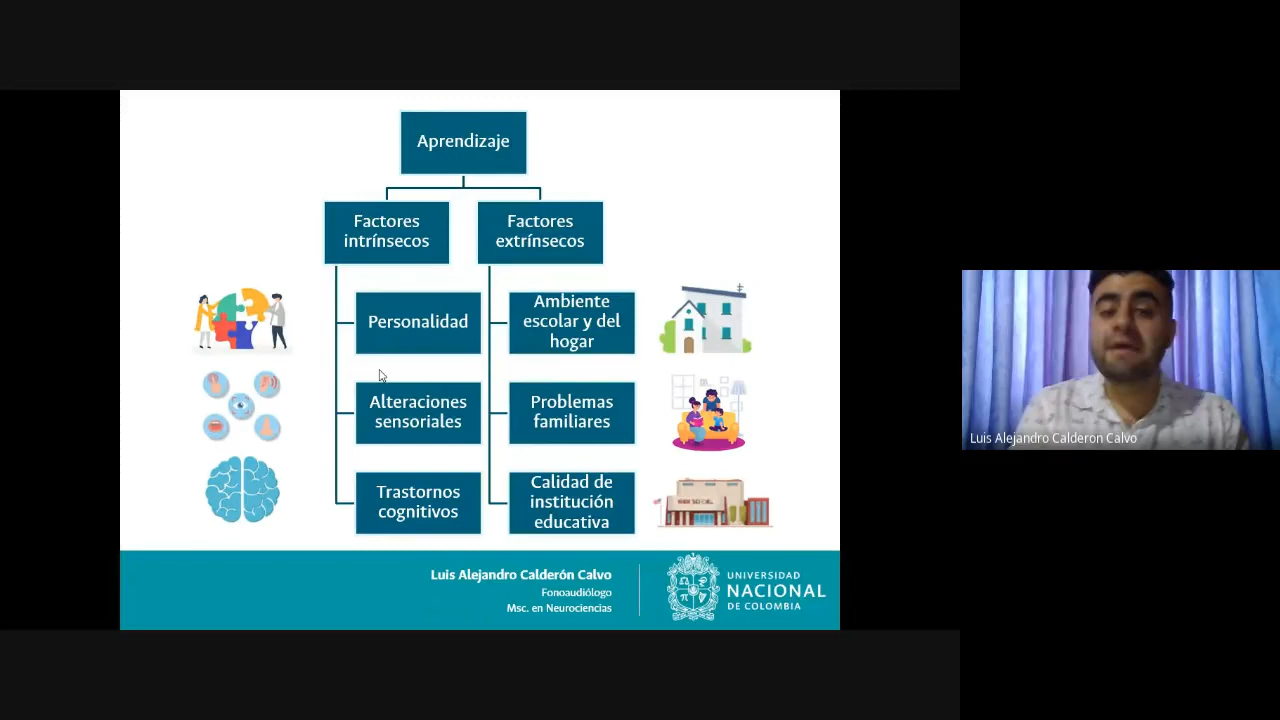 Aprendizaje
Factores
intrínsecos
Factores
extrínsecos
Personalidad
Ambiente
escolar y del
hogar
Alteraciones
sensoriales
Problemas
familiares
Trastornos
cognitivos
Calidad de
institución
educativa
Luis Alejandro Calderón Calvo
Fonoaudiólogo
Msc. en Neurociencias
UNIVERSIDAD
NACIONAL
DE COLOMBIA
Luis Alejandro Calderon Calvo